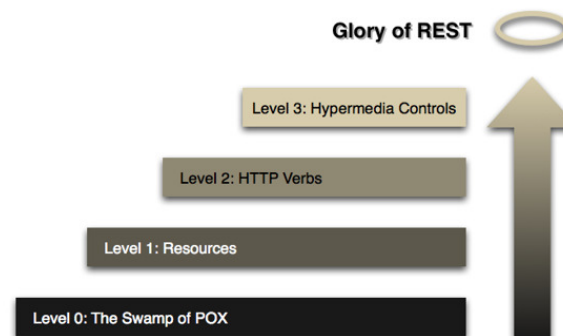 Glory of REST
Level 3: Hypermedia Controls
Level 2: HTTP Verbs
Level 1: Resources
Level 0: The Swamp of POX